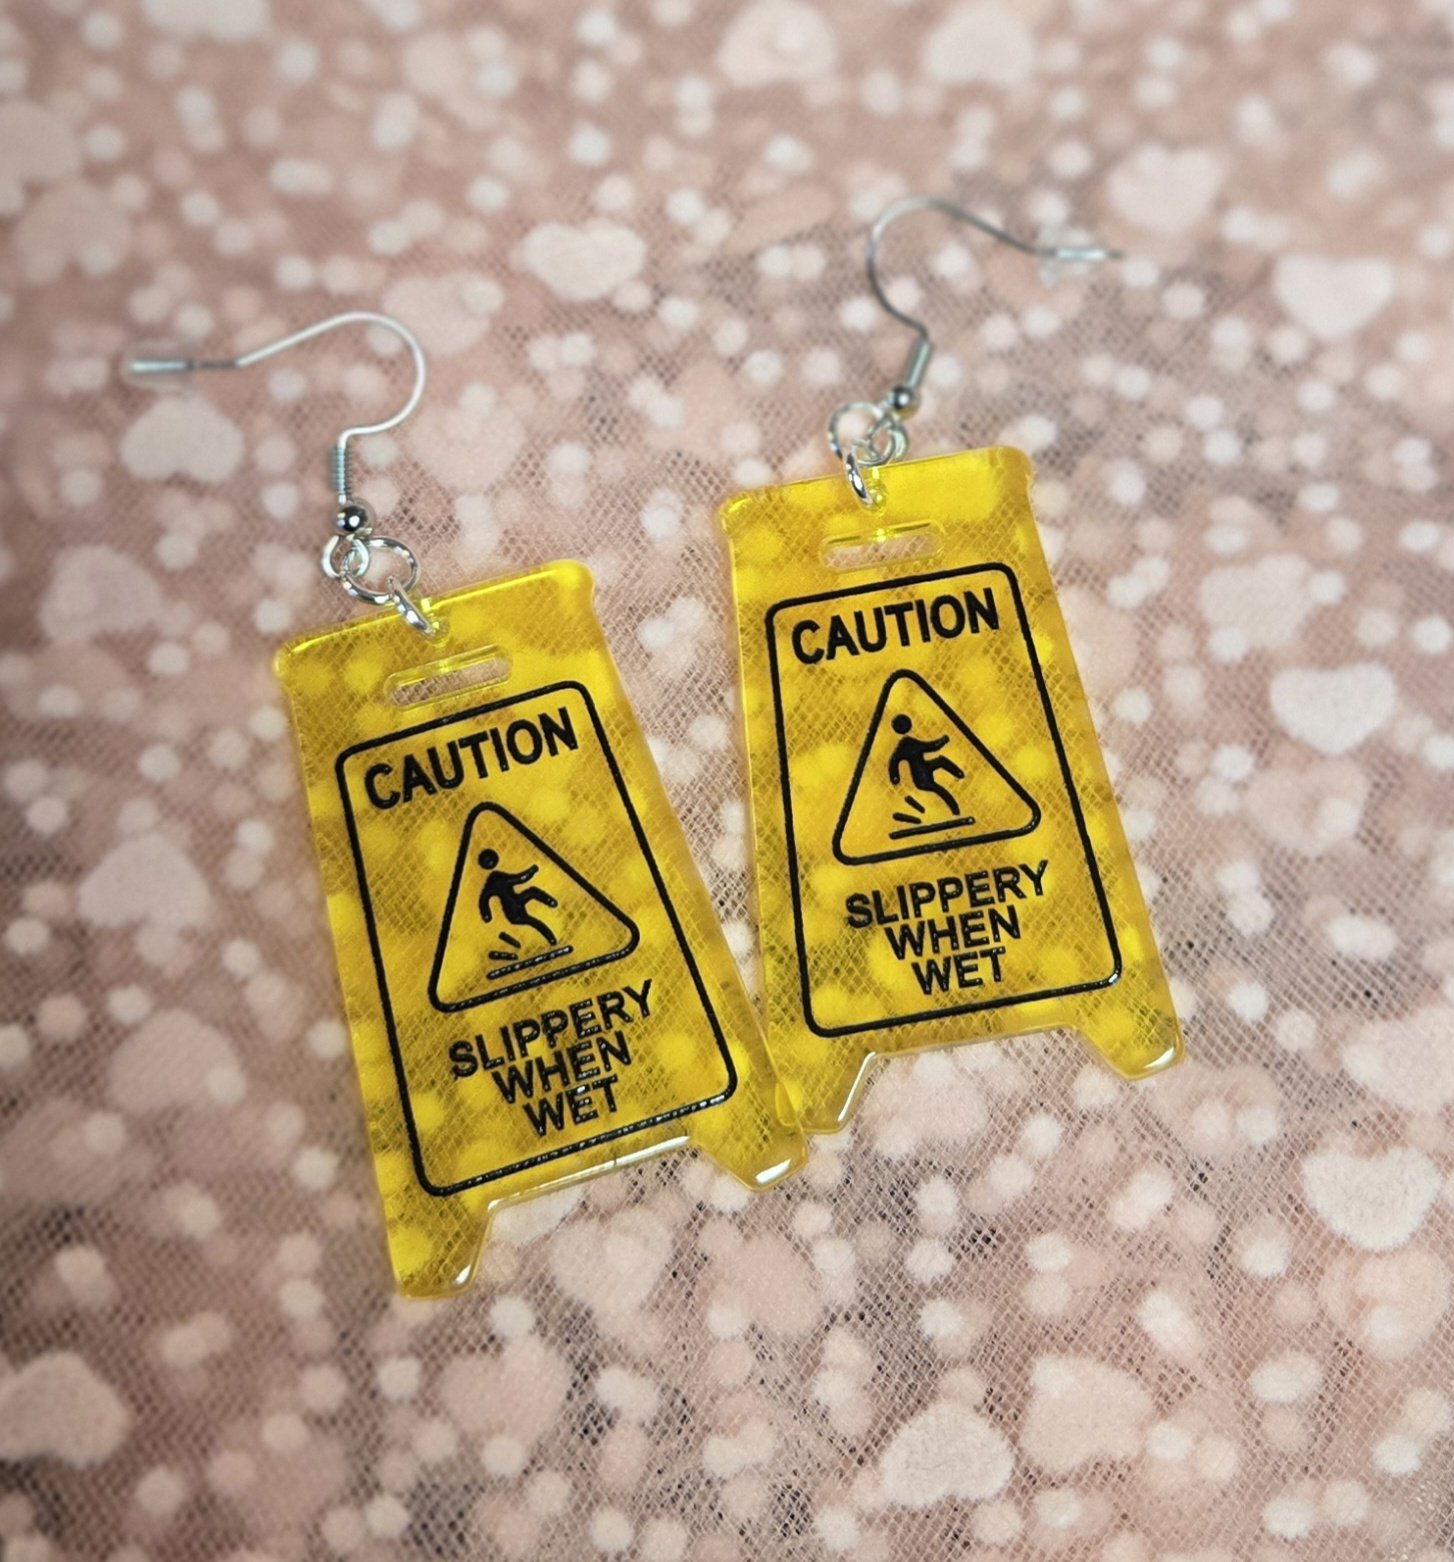 CAUTION
SLIPPERY
WHEN
WET
CAUTION
SLIPPERY
WHEN
WET